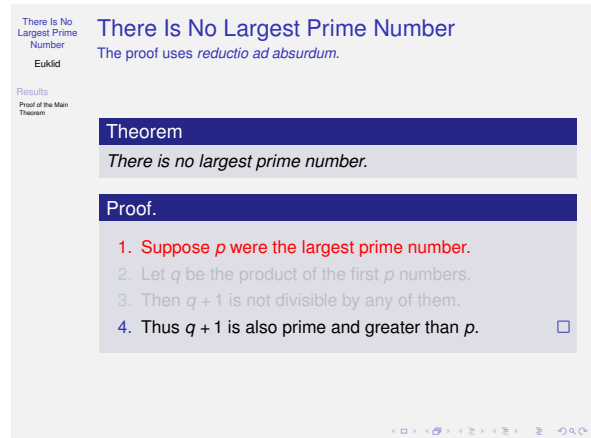 There Is No
Largest Prime
Number
Euklid
Results
Proof of the Main
Theorem
There Is No Largest Prime Number
The proof uses reductio ad absurdum.
Theorem
There is no largest prime number.
Proof.
1. Suppose p were the largest prime number.
2. Let q be the product of the first p numbers.
3. Then q + 1 is not divisible by any of them.
4. Thus q + 1 is also prime and greater than p.